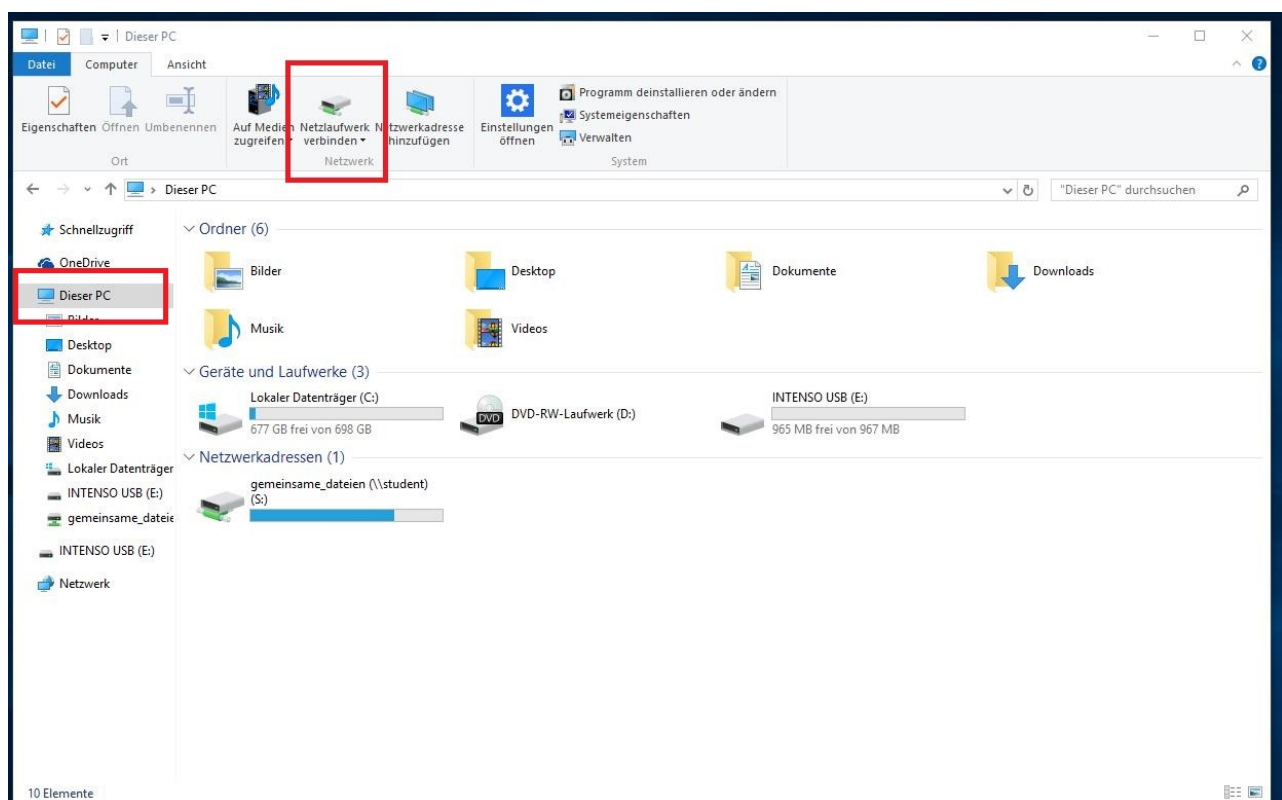 Dieser PC
Datei Computer Ansicht
Eigenschaften Öffnen Umbenennen
Ort
Auf Medien zugreifen
Netzlaufwerk verbinden
Netzwerkadresse hinzufügen
Netzwerk
Einstellungen öffnen
Programm deinstallieren oder ändern
Systemeigenschaften
Verwalten
System
Dieser PC
"Dieser PC" durchsuchen
Schnellzugriff
OneDrive
Dieser PC
Bilder
Desktop
Dokumente
Downloads
Musik
Videos
Lokaler Datenträger
INTENSO USB (E:)
gemeinsame_dateie
INTENSO USB (E:)
Netzwerk
Ordner (6)
Bilder
Desktop
Dokumente
Downloads
Musik
Videos
Geräte und Laufwerke (3)
Lokaler Datenträger (C:)
677 GB frei von 698 GB
DVD
DVD-RW-Laufwerk (D:)
INTENSO USB (E:)
965 MB frei von 967 MB
Netzwerkadressen (1)
gemeinsame_dateien (\\student)
(S:)
10 Elemente